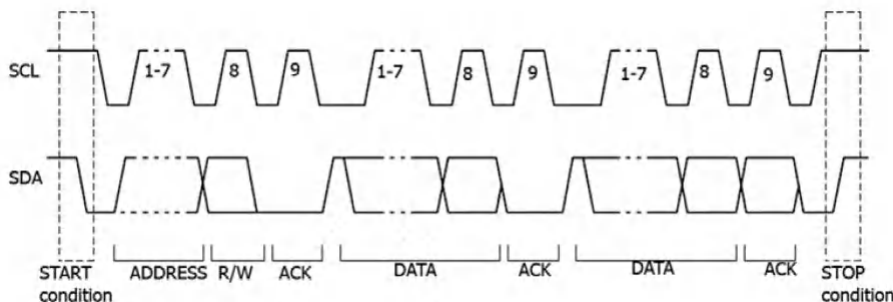 SCL
1-7 8 9 1-7 8 9 1-7 8 9
SDA
START condition
ADDRESS R/W ACK DATA ACK DATA ACK
STOP condition